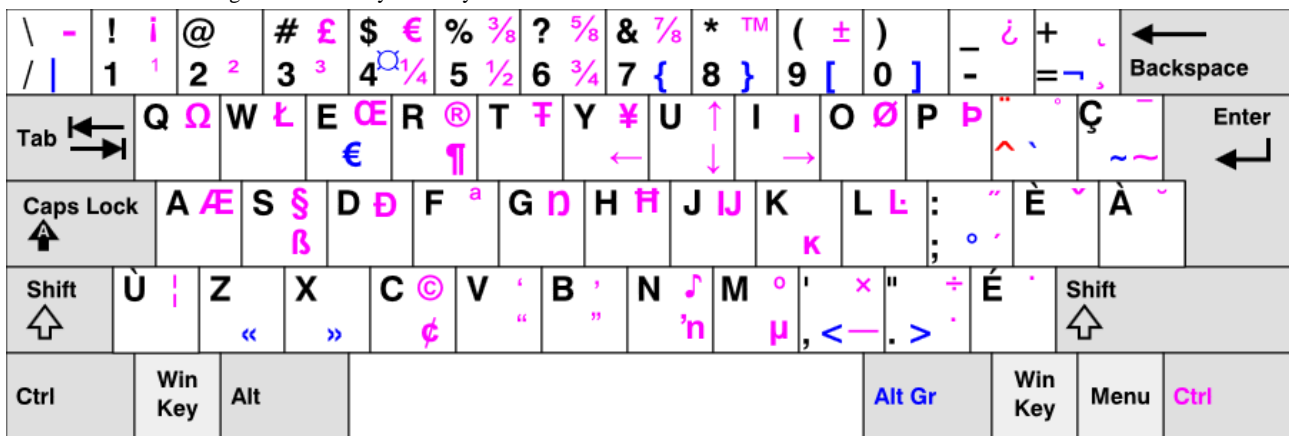 \ - ! ¡ @ # £ $ € % ⅜ ? ⅝ & ⅞ * ™ ( ± ) _ ¿ + ˛
/ | 1 ¹ 2 ² 3 ³ 4 ¤ ¼ 5 ½ 6 ¾ 7 { 8 } 9 [ 0 ] - = ¬ ¸ Backspace
Tab Q Ω W Ł E Œ R ® T Ŧ Y ¥ U ↑ I ı O Ø P Þ ¨ ° Ç ¯ Enter
€ ¶ ← ↓ → ^ ` ~ ~
Caps Lock A Æ S § D Đ F ª G Ŋ H Ħ J IJ K L Ŀ : ˝ È ˇ À ˘
A ß ĸ ; ° ´
Shift Ù ¦ Z X C © V ‘ B ’ N ♪ M º ' × " ÷ É ˙ Shift
« » ¢ “ ” ŉ µ , < — . > ˙
Ctrl Win Key Alt Alt Gr Win Key Menu Ctrl